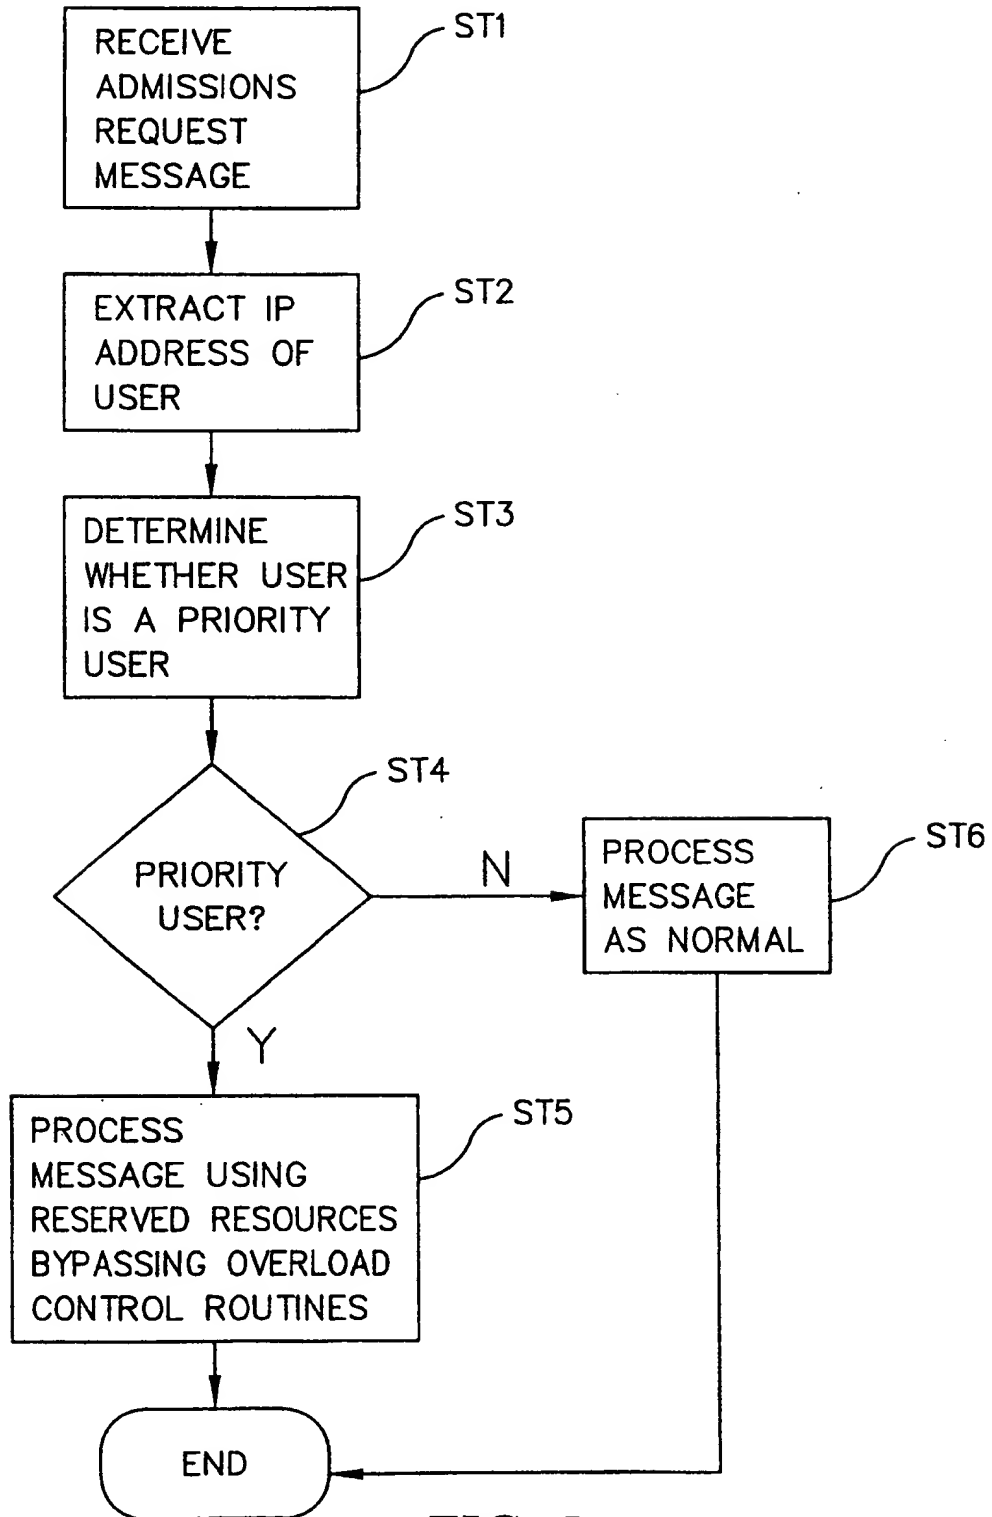 RECEIVE
ADMISSIONS
REQUEST
MESSAGE
ST1
EXTRACT IP
ADDRESS OF
USER
ST2
DETERMINE
WHETHER USER
IS A PRIORITY
USER
ST3
PRIORITY
USER?
ST4
N
PROCESS
MESSAGE
AS NORMAL
ST6
Y
PROCESS
MESSAGE USING
RESERVED RESOURCES
BYPASSING OVERLOAD
CONTROL ROUTINES
ST5
END